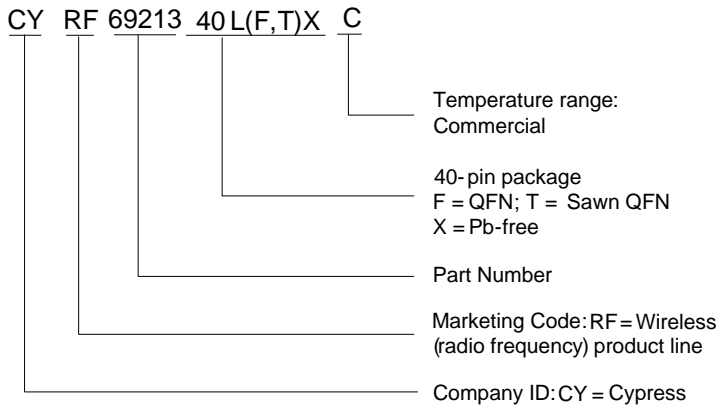 CY RF 69213 40 L(F,T)X C
Temperature range:
Commercial
40-pin package
F = QFN; T = Sawn QFN
X = Pb-free
Part Number
Marketing Code: RF = Wireless
(radio frequency) product line
Company ID: CY = Cypress